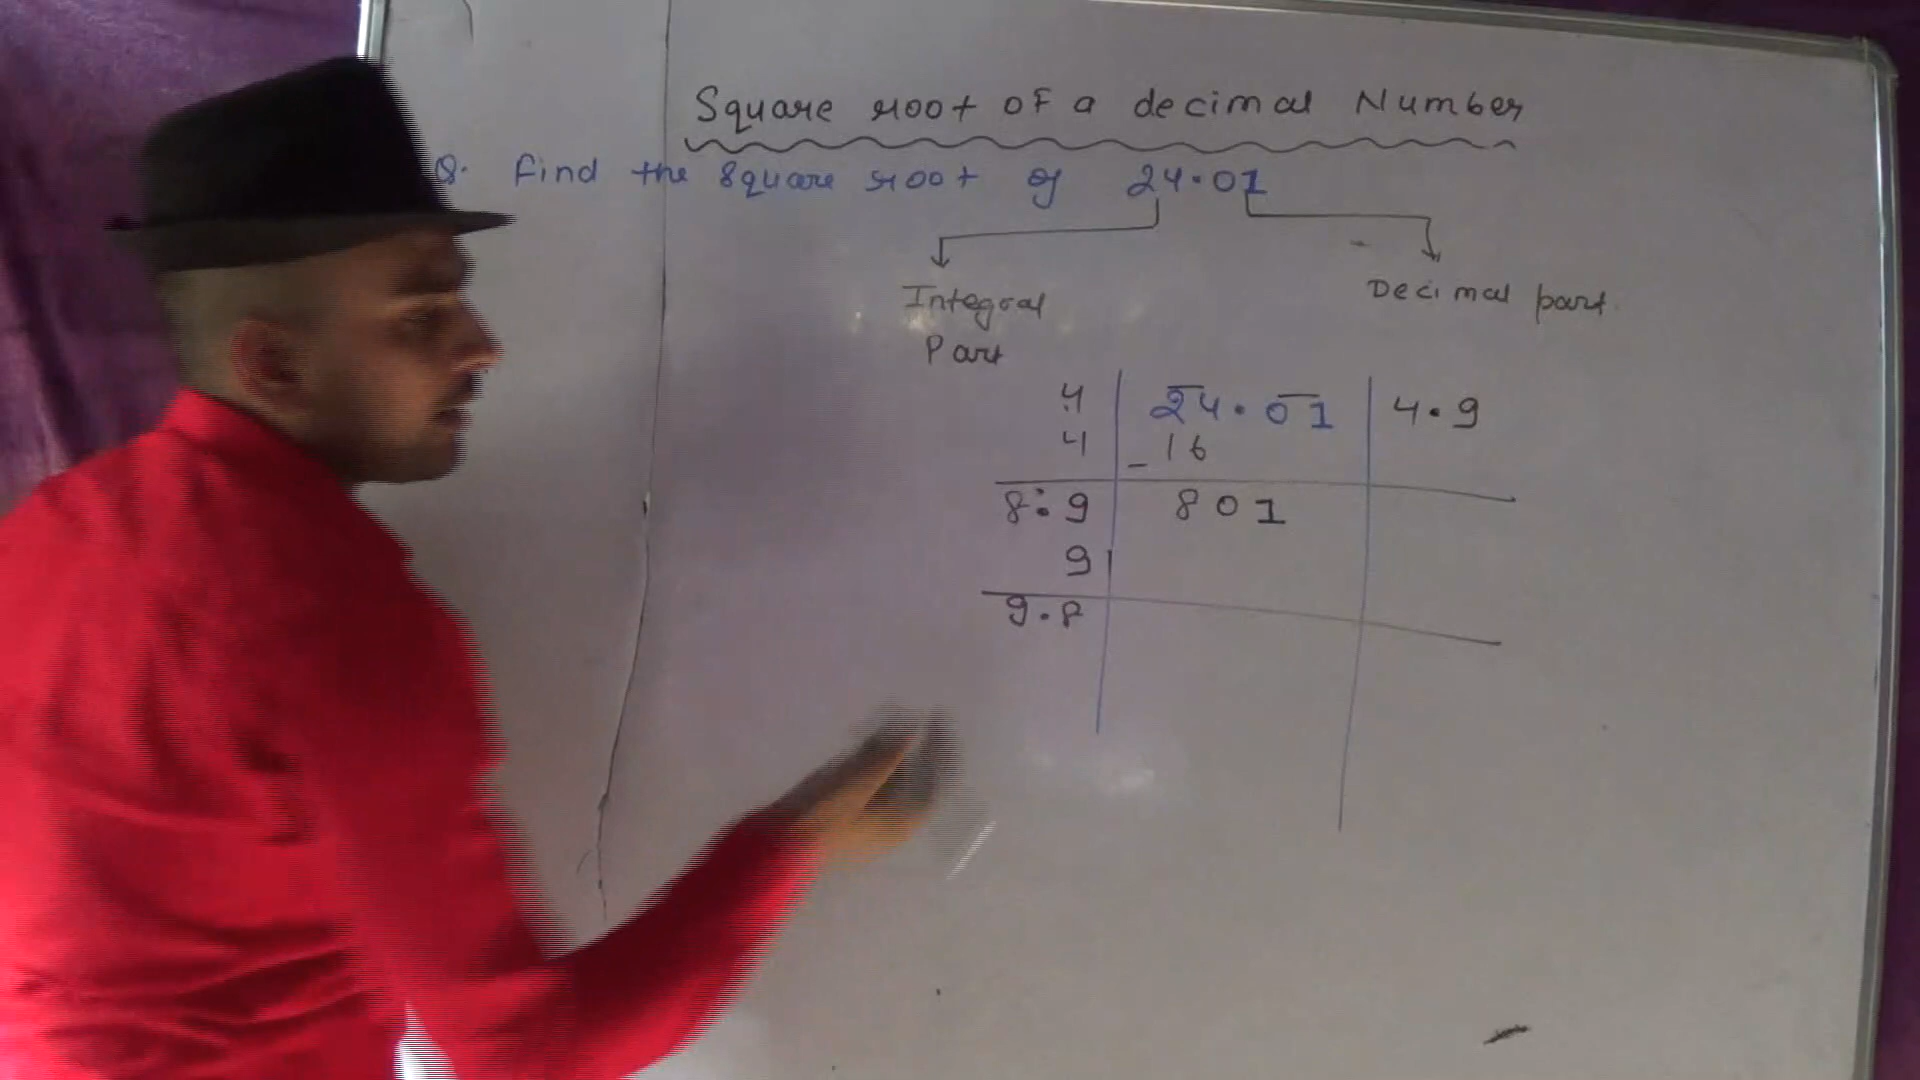 Square root of a decimal Number
Q. Find the square root of 24.01
Integral
Part
Decimal part
4 24.01 4.9
4 - 16
8.9 801
9
9.8